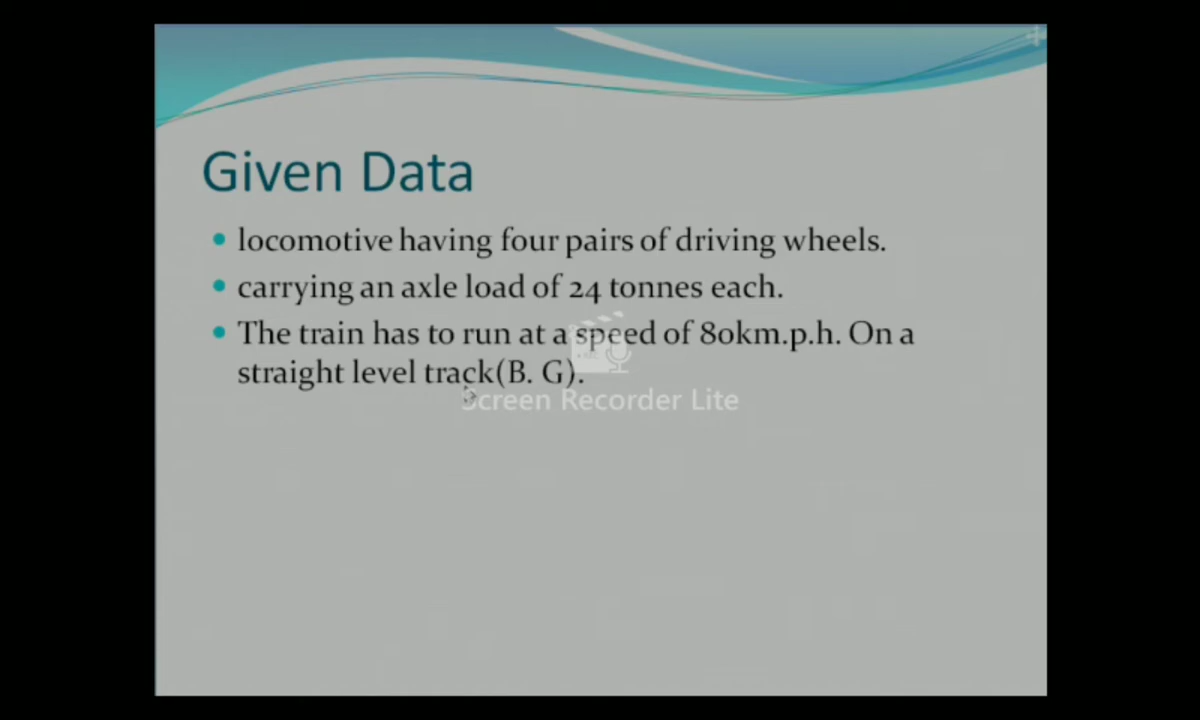 Given Data
locomotive having four pairs of driving wheels.
carrying an axle load of 24 tonnes each.
The train has to run at a speed of 80km.p.h. On a
straight level track(B. G).
Screen Recorder Lite